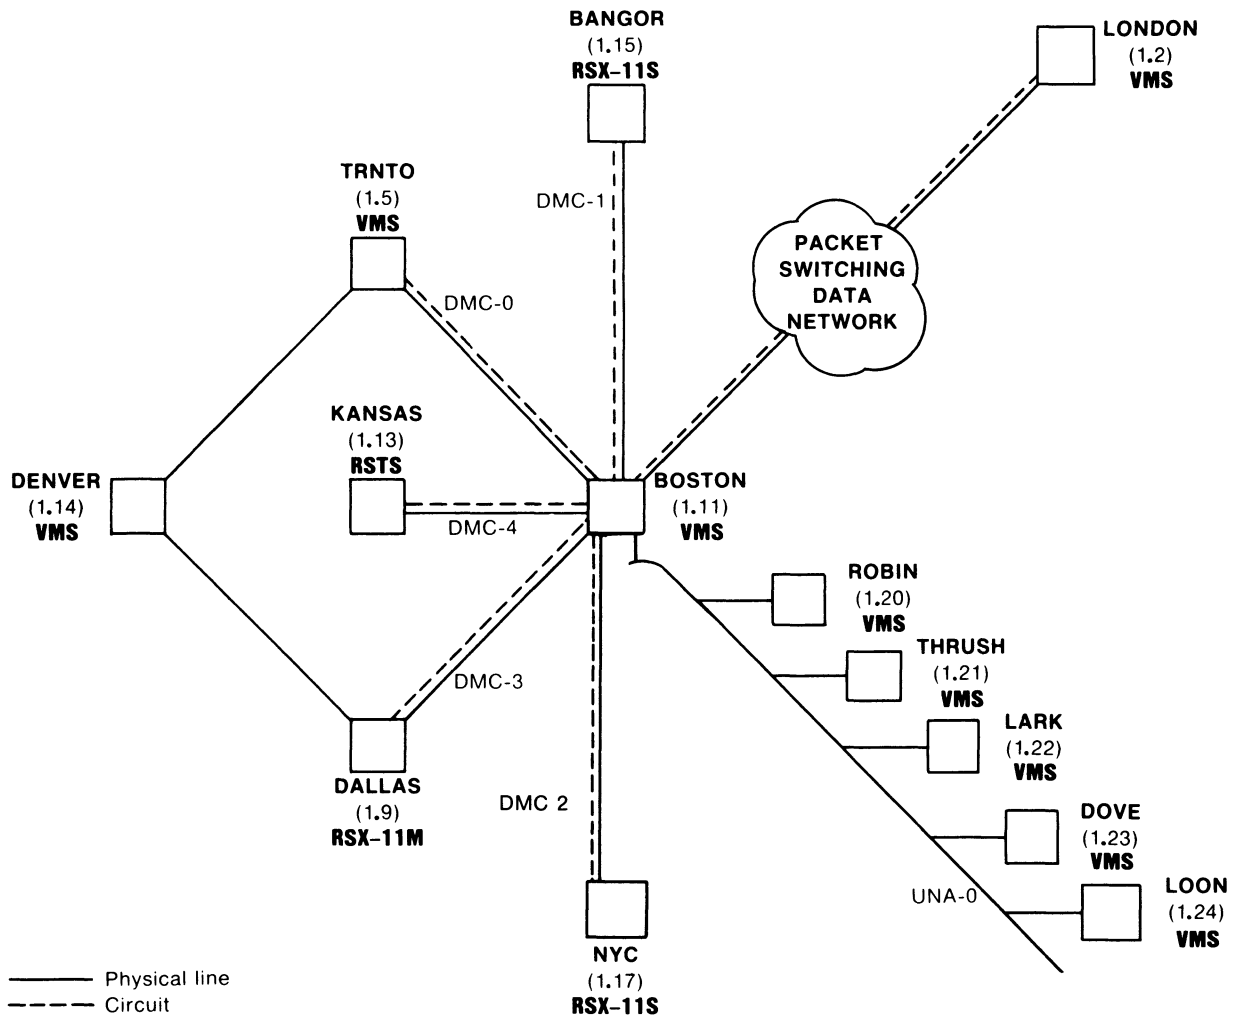 BANGOR
(1.15)
RSX-11S
LONDON
(1.2)
VMS
TRNTO
(1.5)
VMS
DMC-1
PACKET
SWITCHING
DATA
NETWORK
DMC-0
KANSAS
(1.13)
RSTS
DENVER
(1.14)
VMS
BOSTON
(1.11)
VMS
DMC-4
ROBIN
(1.20)
VMS
THRUSH
(1.21)
VMS
DMC-3
LARK
(1.22)
VMS
DALLAS
(1.9)
RSX-11M
DMC 2
DOVE
(1.23)
VMS
UNA-0
LOON
(1.24)
VMS
NYC
(1.17)
RSX-11S
Physical line
Circuit